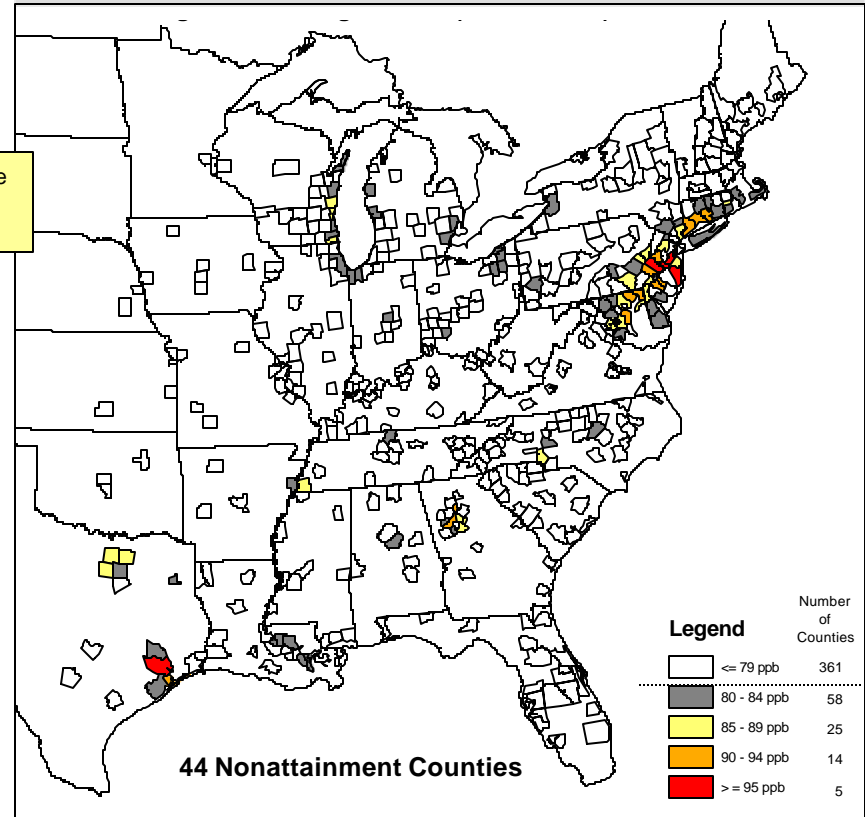 Legend
Number
of
Counties
<= 79 ppb 361
80 - 84 ppb 58
85 - 89 ppb 25
90 - 94 ppb 14
> = 95 ppb 5
44 Nonattainment Counties